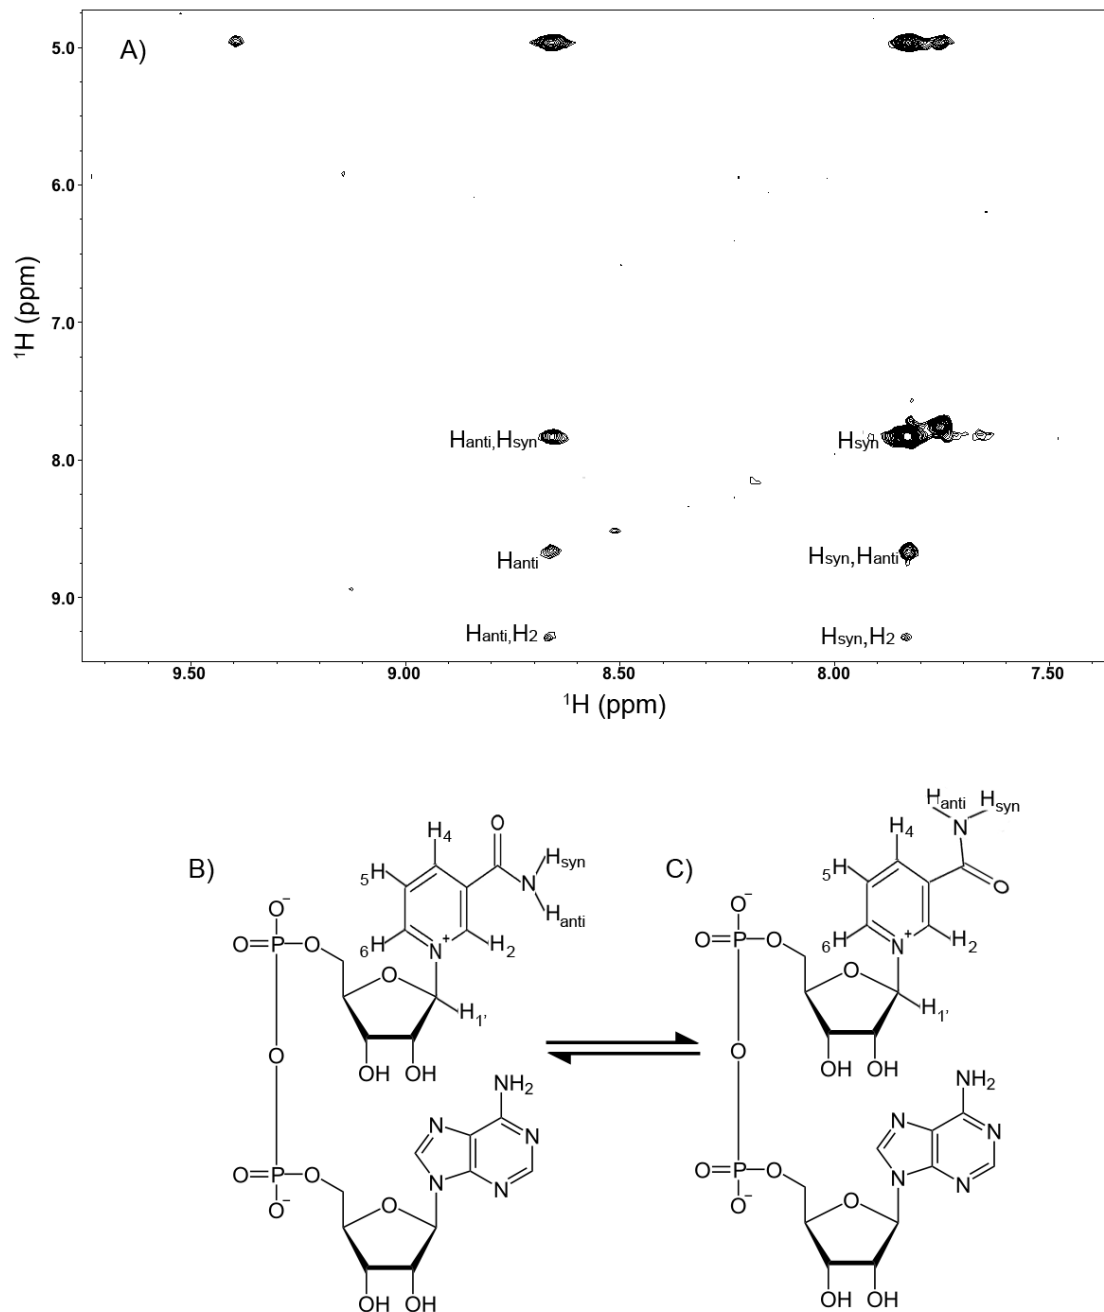 A)
5.0
6.0
7.0
8.0
9.0
¹H (ppm)
Hanti,Hsyn
Hsyn
Hanti
Hsyn,Hanti
Hanti,H2
Hsyn,H2
9.50 9.00 8.50 8.00 7.50
¹H (ppm)
B)
O
H4
Hsyn
5H
N
Hanti
O−
6H
N+
H2
O=P–O
O
H1'
OH OH
O
NH2
N N
O=P–O
N N
O−
O
OH OH
C)
Hanti Hsyn
H4
N
5H
O
O−
6H
N+
H2
O=P–O
O
H1'
OH OH
O
NH2
N N
O=P–O
N N
O−
O
OH OH